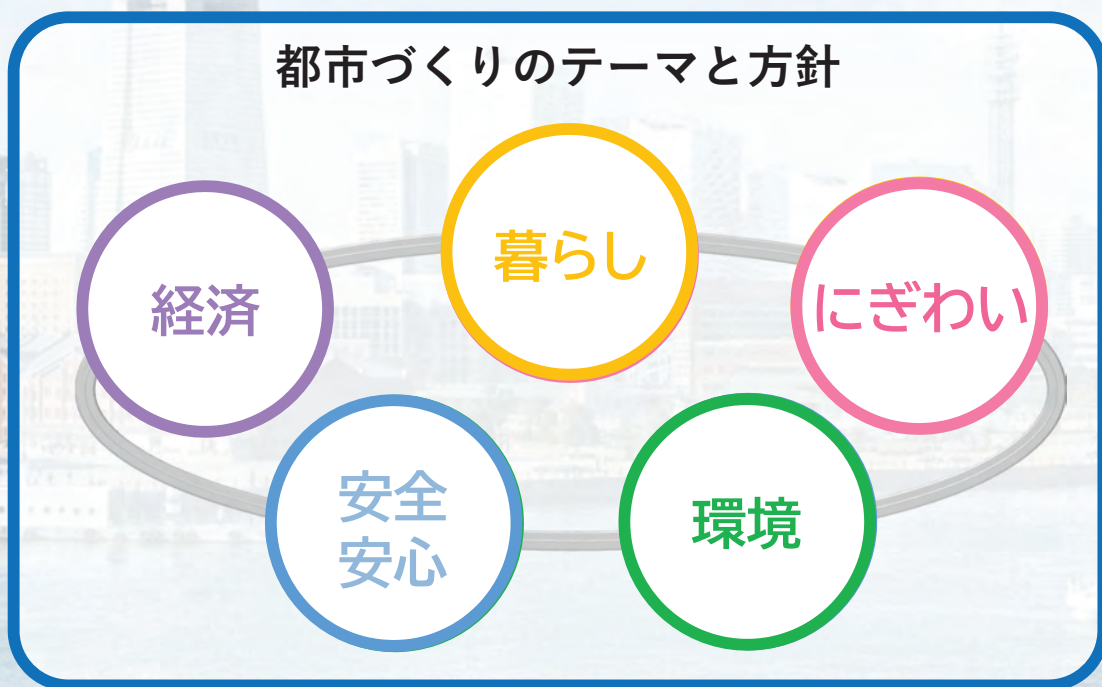 都市づくりのテーマと方針
経済
暮らし
にぎわい
安全
安心
環境